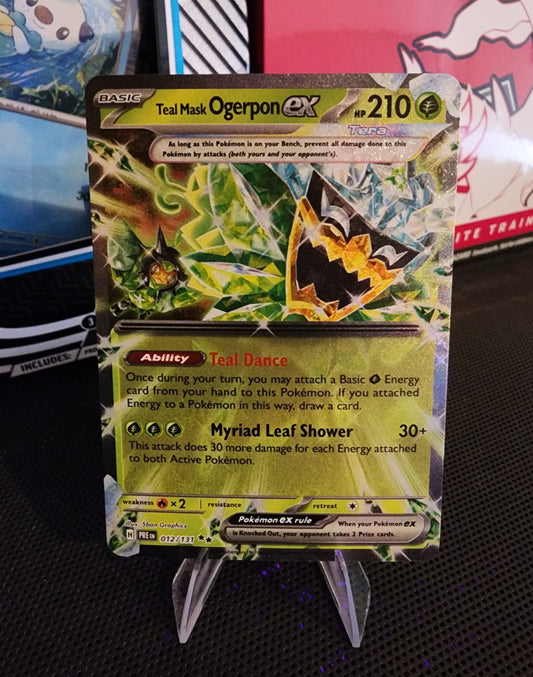 BASIC
Teal Mask Ogerpon ex HP 210
Tera
As long as this Pokémon is on your Bench, prevent all damage done to this
Pokémon by attacks (both yours and your opponent's).
Ability Teal Dance
Once during your turn, you may attach a Basic Energy
card from your hand to this Pokémon. If you attached
Energy to a Pokémon in this way, draw a card.
Myriad Leaf Shower 30+
This attack does 30 more damage for each Energy attached
to both Active Pokémon.
weakness ×2 resistance retreat
Illus. 5ban Graphics
Pokémon ex rule When your Pokémon ex
is Knocked Out, your opponent takes 2 Prize cards.
H PRE EN 012/131
ITE TRAIN
3
INCLUDES: